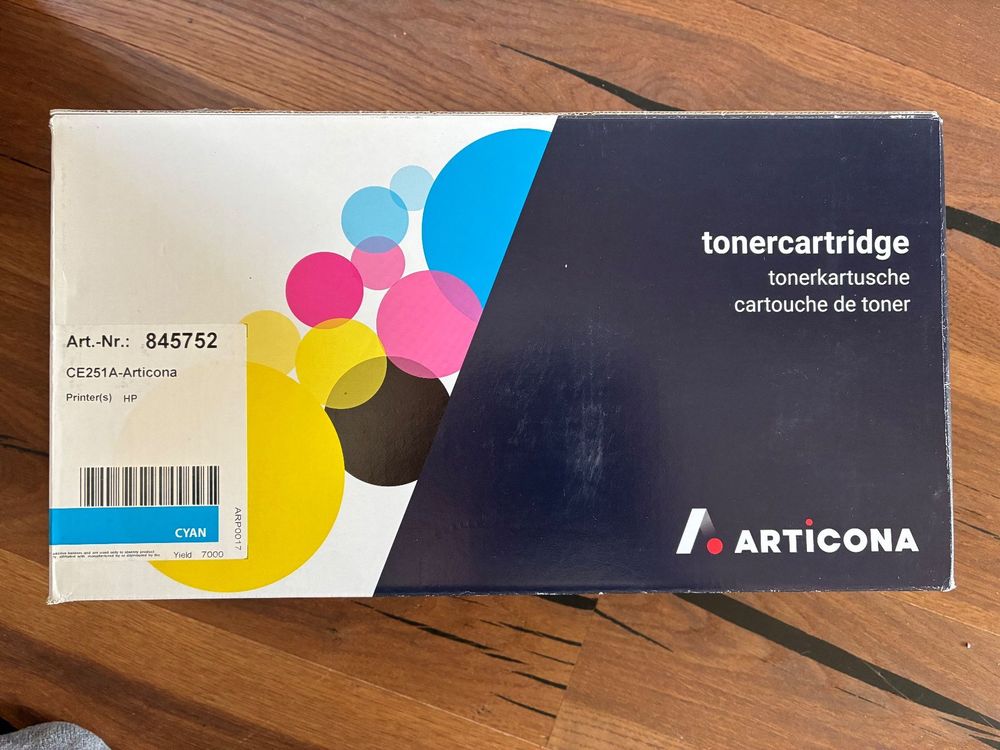 tonercartridge
tonerkartusche
cartouche de toner
Art.-Nr.: 845752
CE251A-Articona
Printer(s) HP
CYAN
ARP0017
Yield 7000
ARTICONA